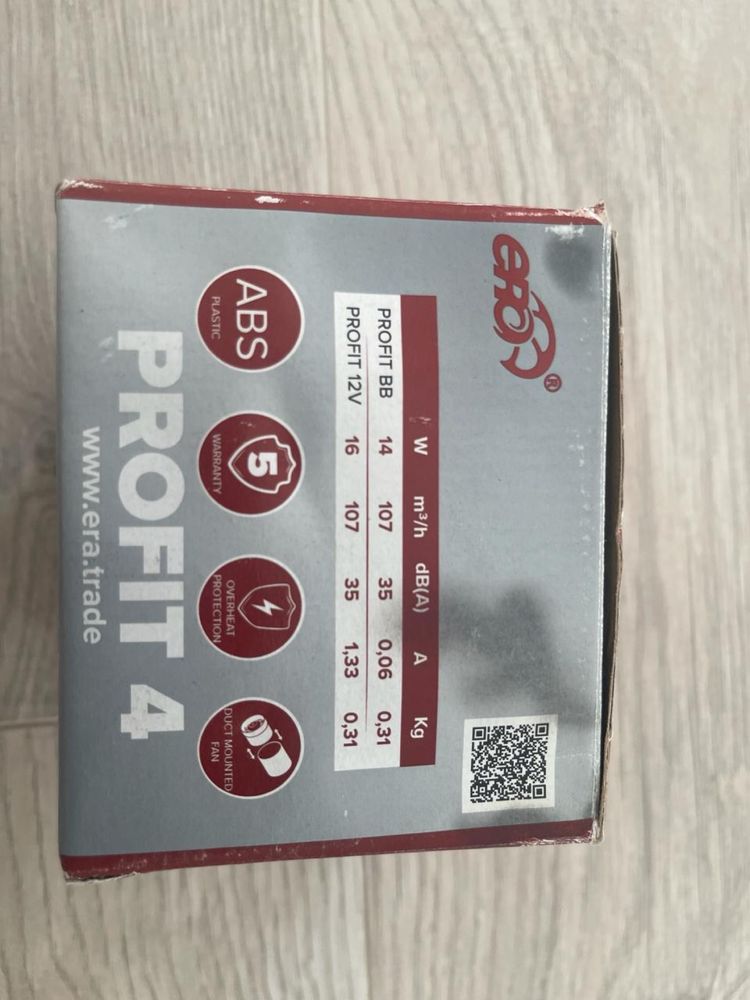 ERA®
W m³/h dB(A) A Kg
PROFIT BB 14 107 35 0,06 0,31
PROFIT 12V 16 107 35 1,33 0,31
ABS
PLASTIC
5
WARRANTY
OVERHEAT
PROTECTION
DUCT MOUNTED
FAN
PROFIT 4
www.era.trade